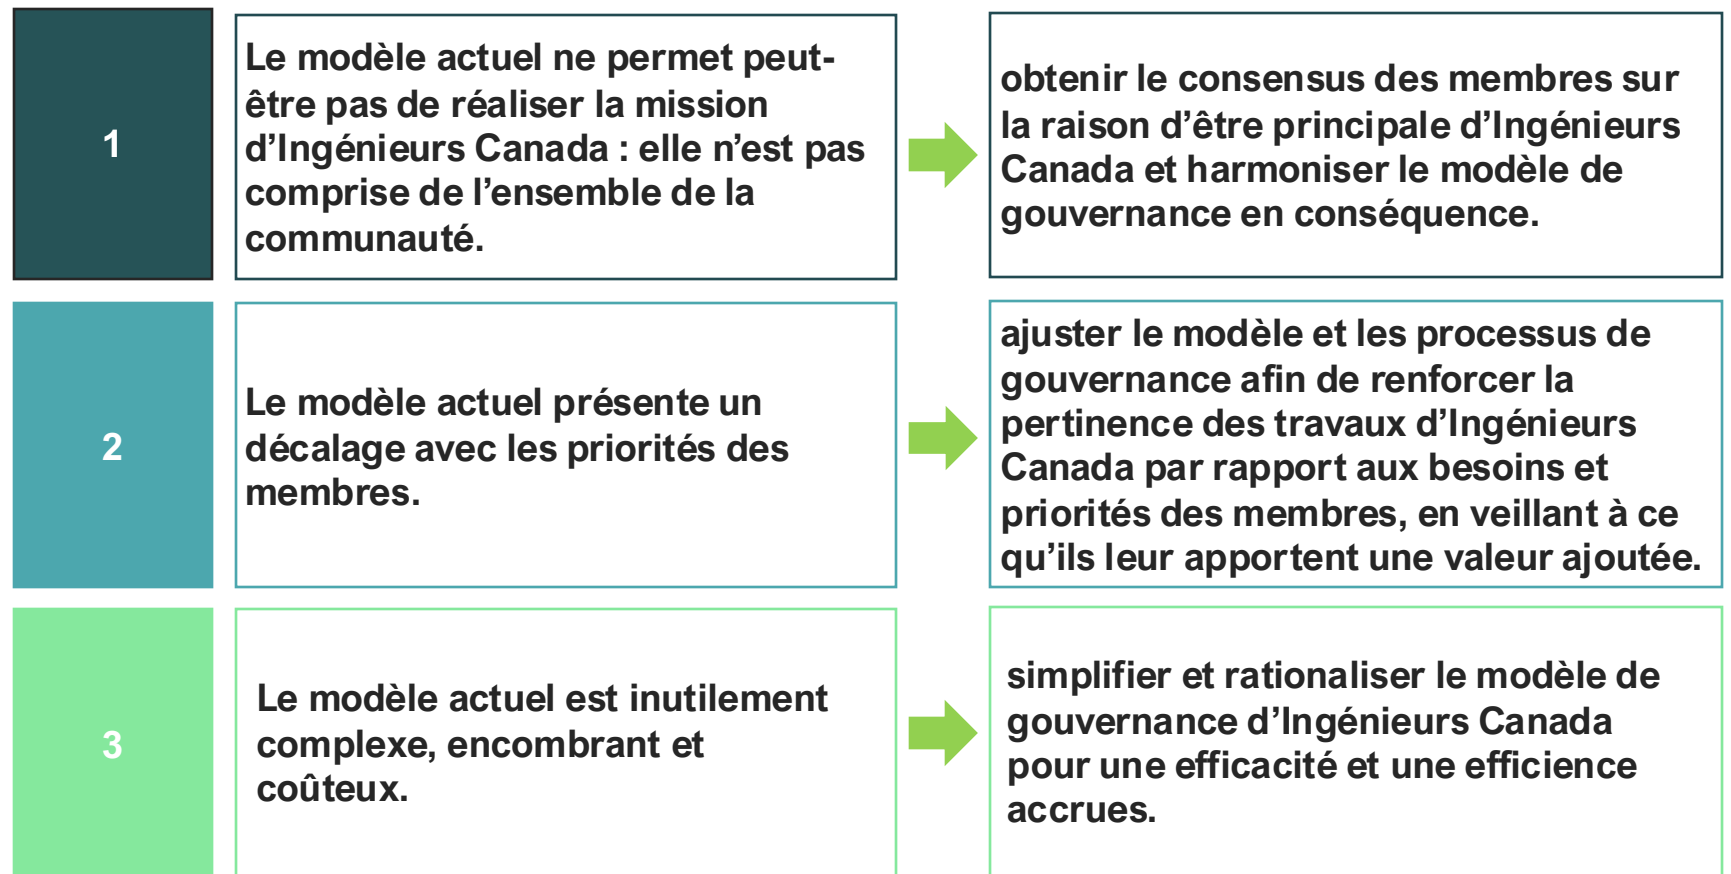 1
Le modèle actuel ne permet peut-
être pas de réaliser la mission
d’Ingénieurs Canada : elle n’est pas
comprise de l’ensemble de la
communauté.
obtenir le consensus des membres sur
la raison d’être principale d’Ingénieurs
Canada et harmoniser le modèle de
gouvernance en conséquence.
2
Le modèle actuel présente un
décalage avec les priorités des
membres.
ajuster le modèle et les processus de
gouvernance afin de renforcer la
pertinence des travaux d’Ingénieurs
Canada par rapport aux besoins et
priorités des membres, en veillant à ce
qu’ils leur apportent une valeur ajoutée.
3
Le modèle actuel est inutilement
complexe, encombrant et
coûteux.
simplifier et rationaliser le modèle de
gouvernance d’Ingénieurs Canada
pour une efficacité et une efficience
accrues.